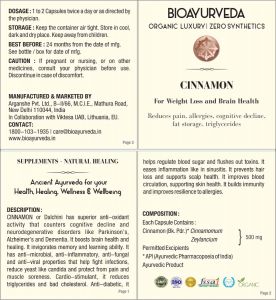 DOSAGE : 1 to 2 Capsules twice a day or as directed by
the physician.
STORAGE : Keep the container air tight, Store in cool,
dark and dry place. Keep away from children.
BEST BEFORE : 24 months from the date of mfg.
See bottle / box for date of mfg.
CAUTION : If pregnant or nursing, or on other
medicines, consult your physician before use.
Discontinue in case of discomfort.
MANUFACTURED & MARKETED BY
Arganshe Pvt. Ltd., B-II/66, M.C.I.E., Mathura Road,
New Delhi 110044, India
In Collaboration with Vikteia UAB, Lithuania, EU.
CONTACT:
1800-103-1935 | care@bioayurveda.in
www.bioayurveda.in
Page 3
BIOAYURVEDA
ORGANIC LUXURY | ZERO SYNTHETICS
CINNAMON
For Weight Loss and Brain Health
Reduces pain, allergies, cognitive decline,
fat storage, triglycerides
SUPPLEMENTS - NATURAL HEALING
Ancient Ayurveda for your
Health, Healing, Wellness & Wellbeing
DESCRIPTION :
CINNAMON or Dalchini has superior anti-oxidant
activity that counters cognitive decline and
neurodegenerative disorders like Parkinson's,
Alzheimer's and Dementia. It boosts brain health and
healing. It invigorates memory and learning ability. It
has anti-microbial, anti-inflammatory, anti-fungal
and anti-viral properties that help fight infections,
reduce yeast like candida and protect from pain and
muscle soreness. Cardio-stimulant, it reduces
triglycerides and bad cholesterol. Anti-diabetic, it
Page 1
helps regulate blood sugar and flushes out toxins. It
eases inflammation like in sinusitis. It prevents hair
loss and supports scalp health. It improves blood
circulation, supporting skin health. It builds immunity
and improves resilience to allergies.
COMPOSITION :
Each Capsule Contains :
Cinnamon (Bk. Pdr.)* Cinnamomum
Zeylancium
500 mg
Permitted Excipients
* API (Ayurvedic Pharmacopoeia of India)
Ayurvedic Product
fssai
ORGANIC
Page 2